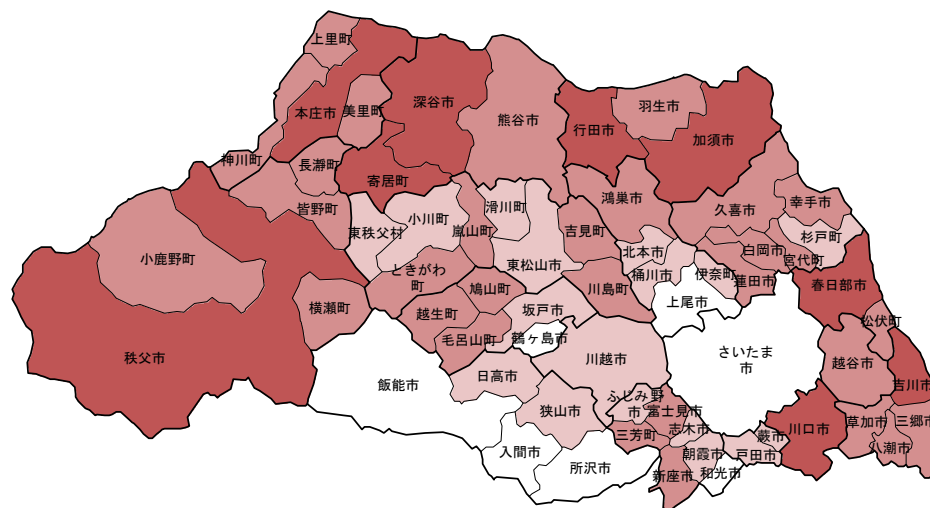 上里町
本庄市
美里町
深谷市
熊谷市
行田市
羽生市
加須市
神川町
長瀞町
寄居町
皆野町
小鹿野町
秩父市
横瀬町
東秩父村
小川町
嵐山町
滑川町
東松山市
吉見町
鴻巣市
久喜市
幸手市
杉戸町
宮代町
白岡市
蓮田市
北本市
桶川市
伊奈町
上尾市
ときがわ
町
鳩山町
川島町
越生町
毛呂山町
坂戸市
鶴ヶ島市
春日部市
松伏町
さいたま
市
越谷市
吉川市
飯能市
日高市
川越市
狭山市
ふじみ野
市
富士見市
志木市
三芳町
入間市
所沢市
新座市
朝霞市
和光市
戸田市
蕨市
川口市
草加市
三郷市
八潮市